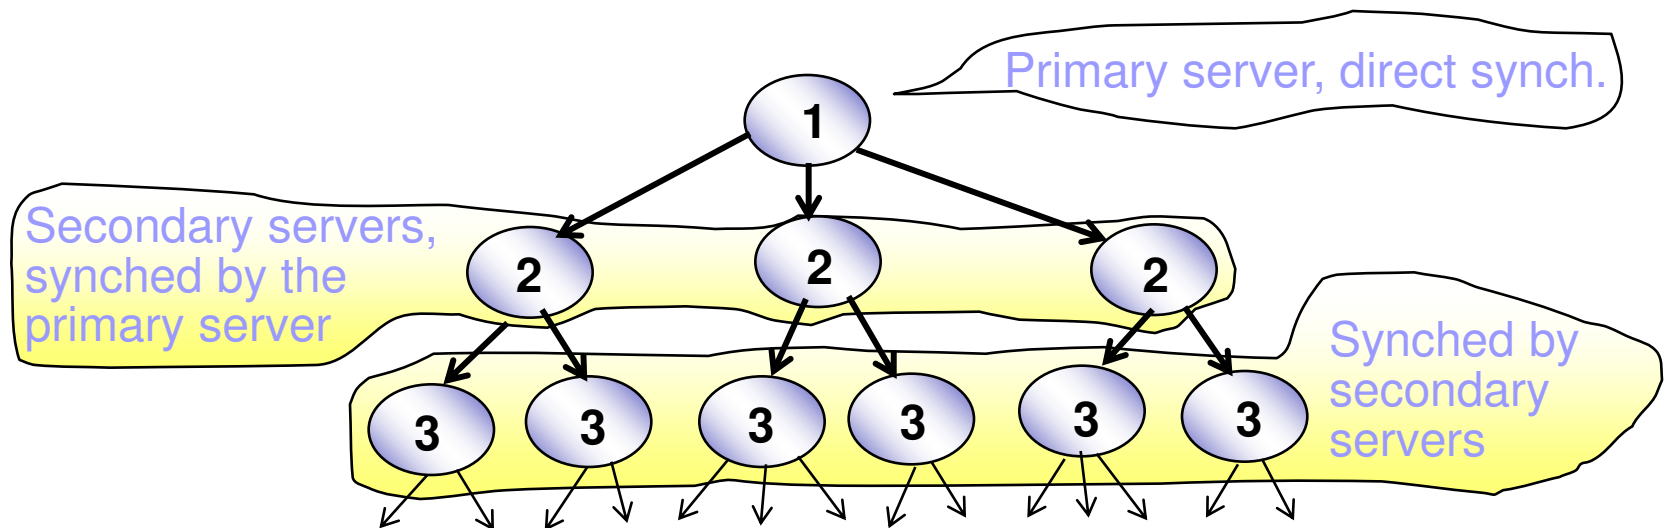 Primary server, direct synch.
1
Secondary servers,
synched by the
primary server
2 2 2
Synched by
secondary
servers
3 3 3 3 3 3